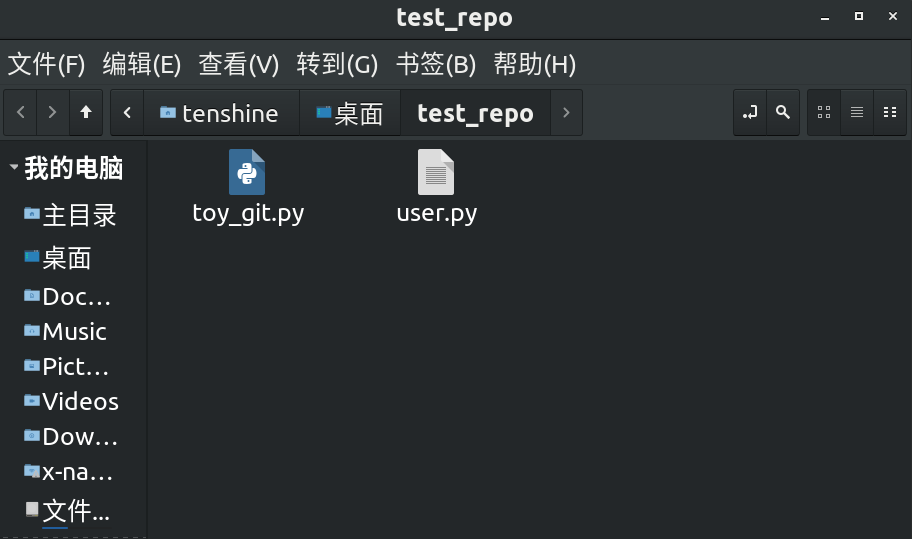 test_repo
文件(F) 编辑(E) 查看(V) 转到(G) 书签(B) 帮助(H)
tenshine 桌面 test_repo
我的电脑
主目录
桌面
Doc...
Music
Pict...
Videos
Dow...
x-na...
文件...
toy_git.py user.py